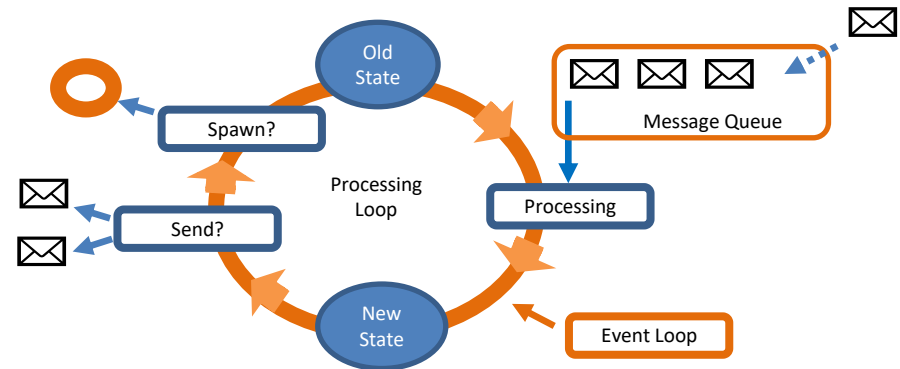 Old
State
Spawn?
Message Queue
Processing
Loop
Processing
Send?
New
State
Event Loop